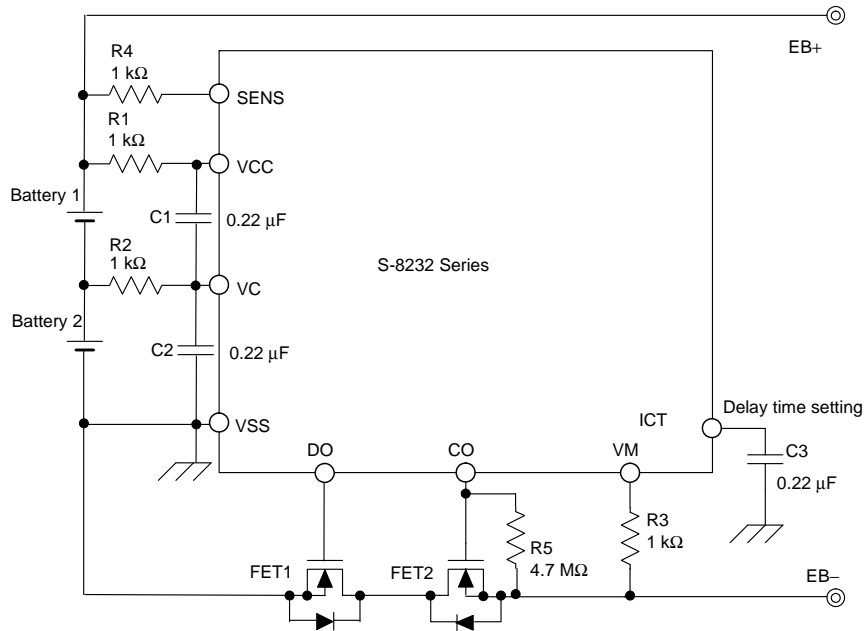 EB+
R4
1 kΩ
SENS
R1
1 kΩ
VCC
Battery 1
C1
0.22 µF
R2
1 kΩ
S-8232 Series
VC
Battery 2
C2
0.22 µF
VSS
DO
CO
VM
ICT
Delay time setting
C3
0.22 µF
FET1
FET2
R5
4.7 MΩ
R3
1 kΩ
EB−